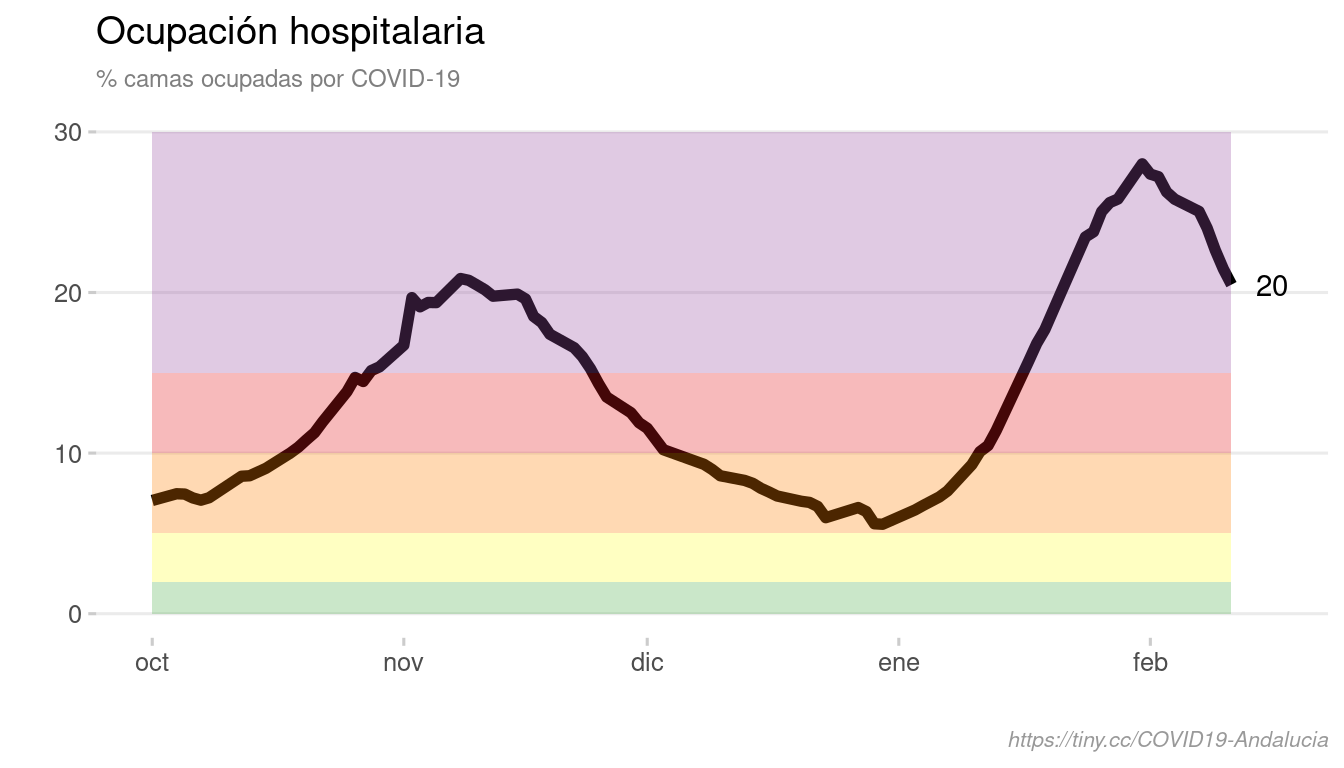 Ocupación hospitalaria
% camas ocupadas por COVID-19
30
20
20
10
0
oct nov dic ene feb
https://tiny.cc/COVID19-Andalucia